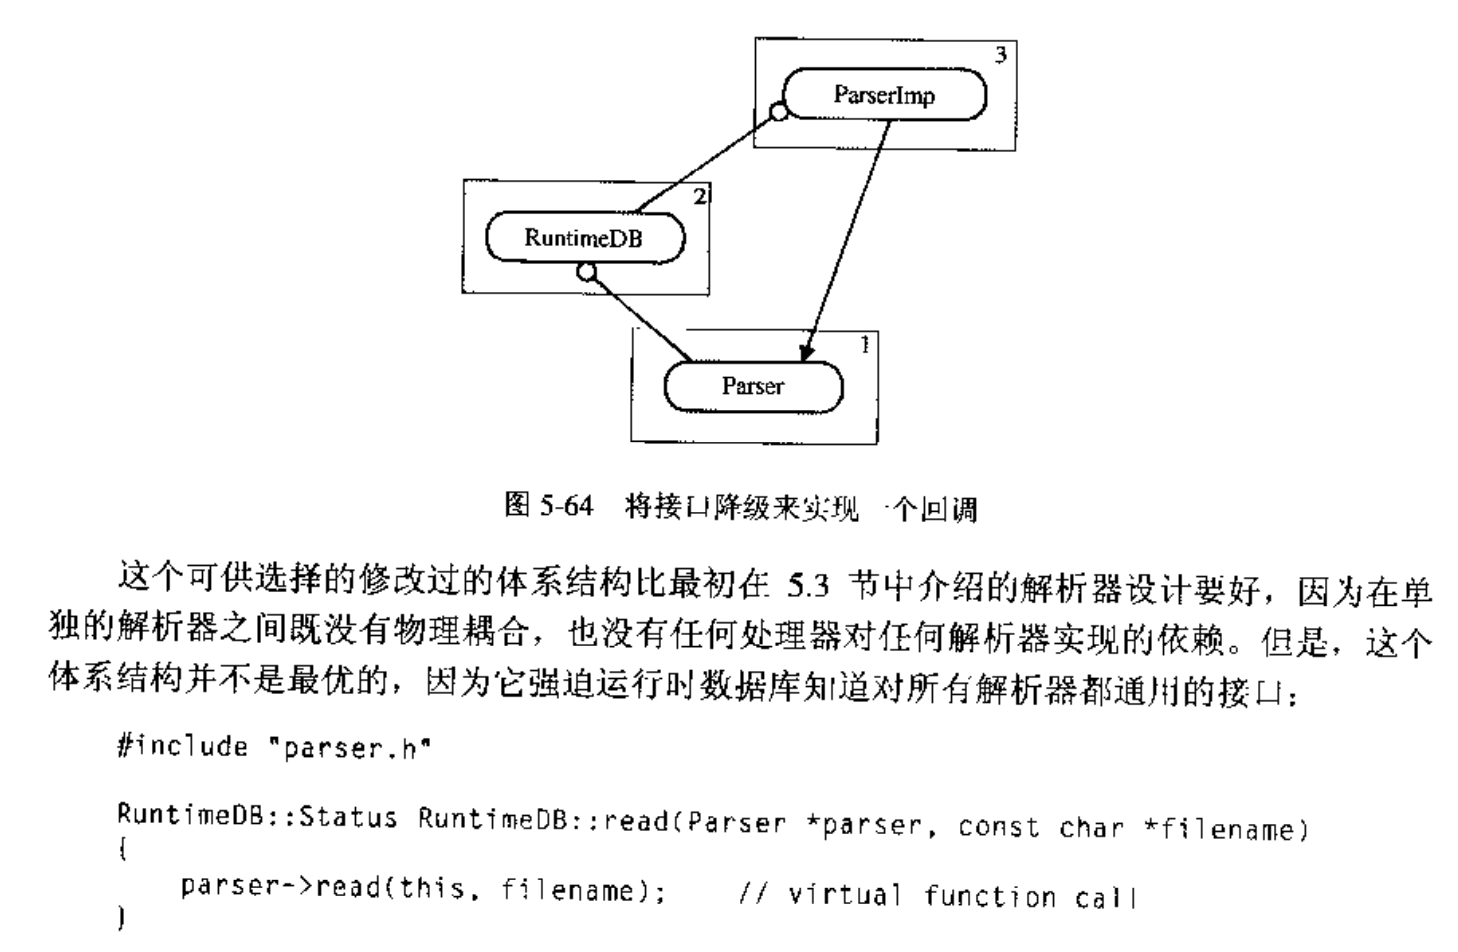 3
ParserImp
2
RuntimeDB
1
Parser
图 5-64 将接口降级来实现一个回调
这个可供选择的修改过的体系结构比最初在 5.3 节中介绍的解析器设计要好，因为在单
独的解析器之间既没有物理耦合，也没有任何处理器对任何解析器实现的依赖。但是，这个
体系结构并不是最优的，因为它强迫运行时数据库知道对所有解析器都通用的接口：
#include "parser.h"
RuntimeDB::Status RuntimeDB::read(Parser *parser, const char *filename)
{
parser->read(this, filename); // virtual function call
}